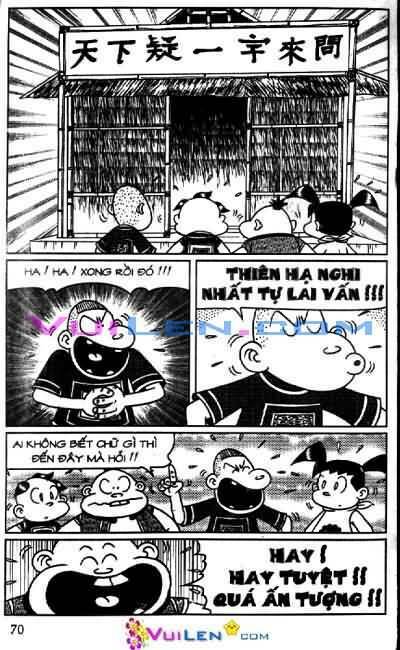 天下疑一字來問
HA ! HA ! XONG RỒI ĐÓ !!!
THIÊN HẠ NGHI
NHẤT TỰ LAI VẤN !!!
VUILEN.COM
AI KHÔNG BIẾT CHỮ GÌ THÌ
ĐẾN ĐÂY MÀ HỎI !!
HAY !
HAY TUYỆT !!
QUÁ ẤN TƯỢNG !!
70
VUILEN.COM